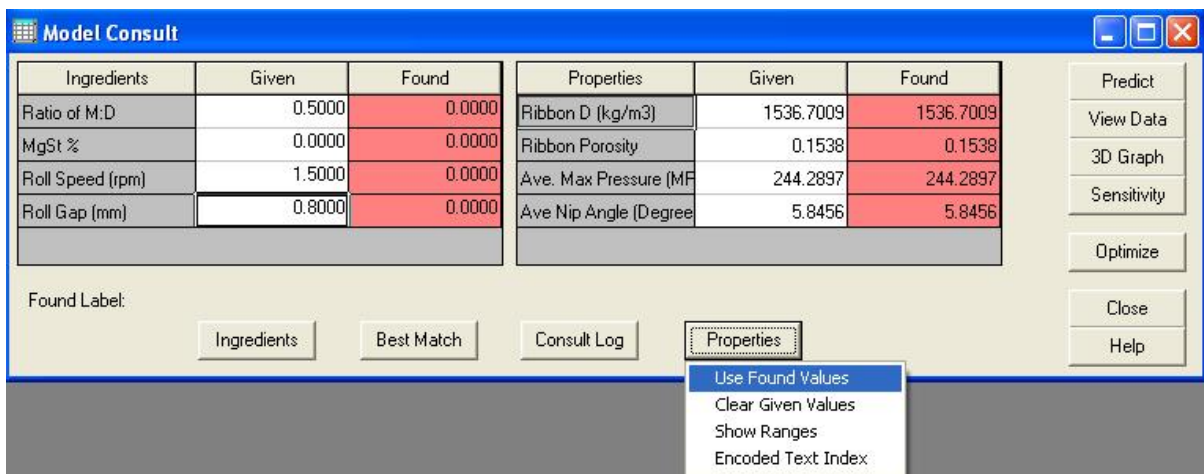 Model Consult
Ingredients Given Found Properties Given Found
Ratio of M:D 0.5000 0.0000 Ribbon D (kg/m3) 1536.7009 1536.7009
MgSt % 0.0000 0.0000 Ribbon Porosity 0.1538 0.1538
Roll Speed (rpm) 1.5000 0.0000 Ave. Max Pressure (MP 244.2897 244.2897
Roll Gap (mm) 0.8000 0.0000 Ave Nip Angle (Degree 5.8456 5.8456
Predict
View Data
3D Graph
Sensitivity
Optimize
Close
Help
Found Label:
Ingredients Best Match Consult Log Properties
Use Found Values
Clear Given Values
Show Ranges
Encoded Text Index